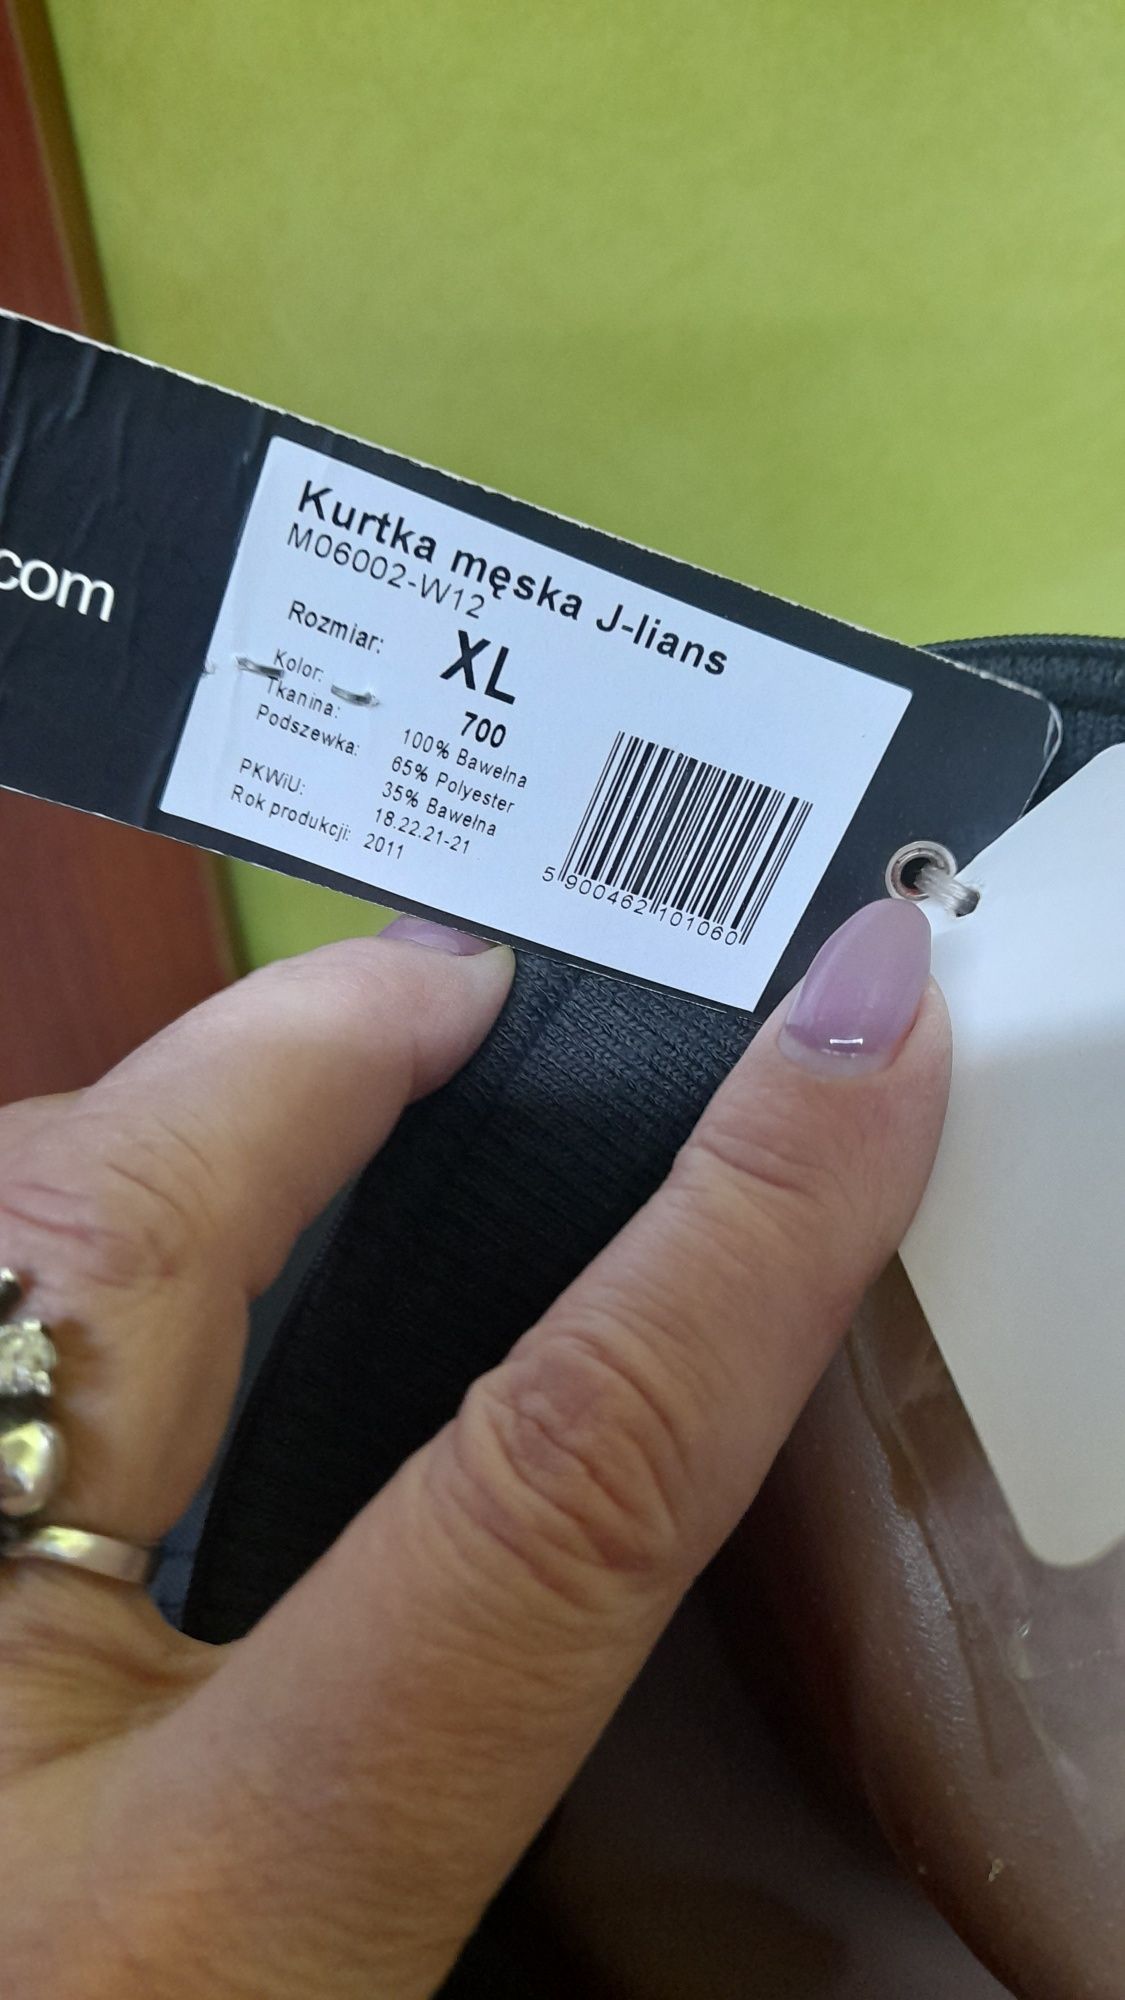 com
Kurtka męska J-lians
M06002-W12
Rozmiar: XL
Kolor: 700
Tkanina: 100% Bawełna
Podszewka: 65% Polyester
35% Bawełna
PKWiU: 18.22.21-21
Rok produkcji: 2011
5 900462 101060